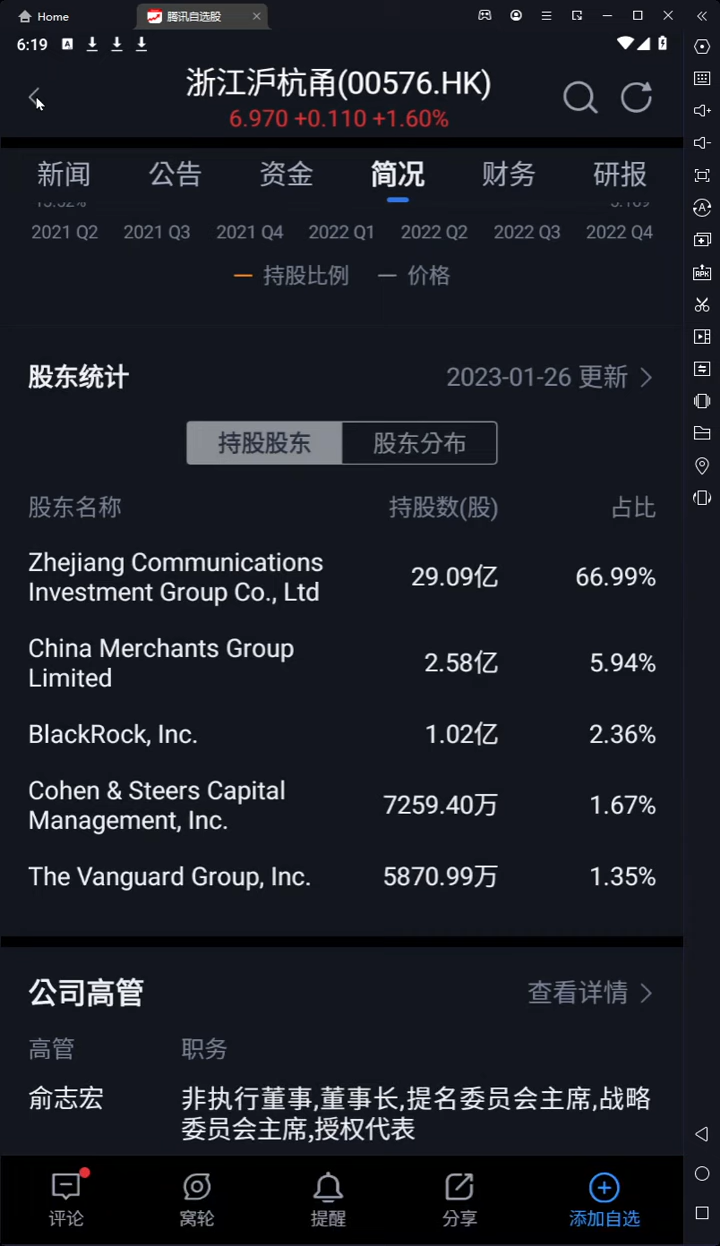 Home
腾讯自选股
6:19
浙江沪杭甬(00576.HK)
6.970 +0.110 +1.60%
新闻 公告 资金 简况 财务 研报
2021 Q2 2021 Q3 2021 Q4 2022 Q1 2022 Q2 2022 Q3 2022 Q4
持股比例 价格
股东统计 2023-01-26 更新
持股股东 股东分布
股东名称 持股数(股) 占比
Zhejiang Communications
Investment Group Co., Ltd 29.09亿 66.99%
China Merchants Group
Limited 2.58亿 5.94%
BlackRock, Inc. 1.02亿 2.36%
Cohen & Steers Capital
Management, Inc. 7259.40万 1.67%
The Vanguard Group, Inc. 5870.99万 1.35%
公司高管 查看详情
高管 职务
俞志宏 非执行董事,董事长,提名委员会主席,战略
委员会主席,授权代表
评论 窝轮 提醒 分享 添加自选